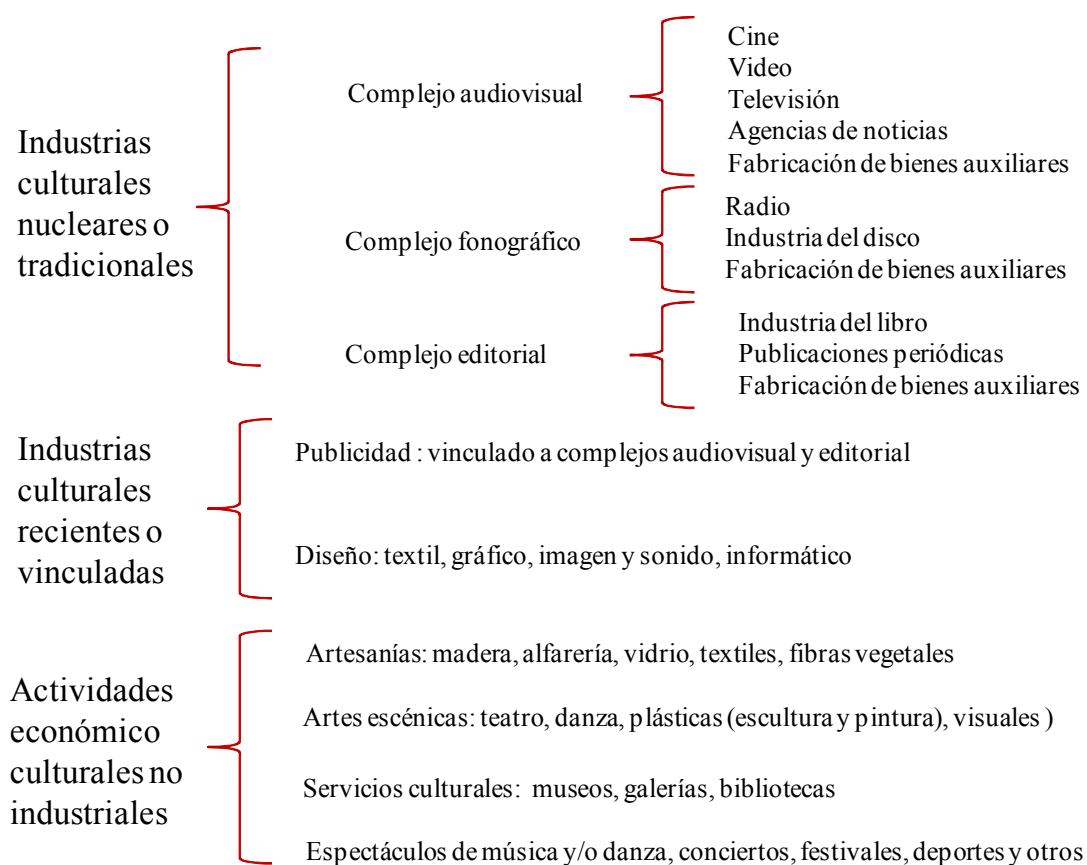 Industrias
culturales
nucleares o
tradicionales
Complejo audiovisual
Cine
Video
Televisión
Agencias de noticias
Fabricación de bienes auxiliares
Complejo fonográfico
Radio
Industria del disco
Fabricación de bienes auxiliares
Complejo editorial
Industria del libro
Publicaciones periódicas
Fabricación de bienes auxiliares
Industrias
culturales
recientes o
vinculadas
Publicidad : vinculado a complejos audiovisual y editorial
Diseño: textil, gráfico, imagen y sonido, informático
Actividades
económico
culturales no
industriales
Artesanías: madera, alfarería, vidrio, textiles, fibras vegetales
Artes escénicas: teatro, danza, plásticas (escultura y pintura), visuales )
Servicios culturales: museos, galerías, bibliotecas
Espectáculos de música y/o danza, conciertos, festivales, deportes y otros